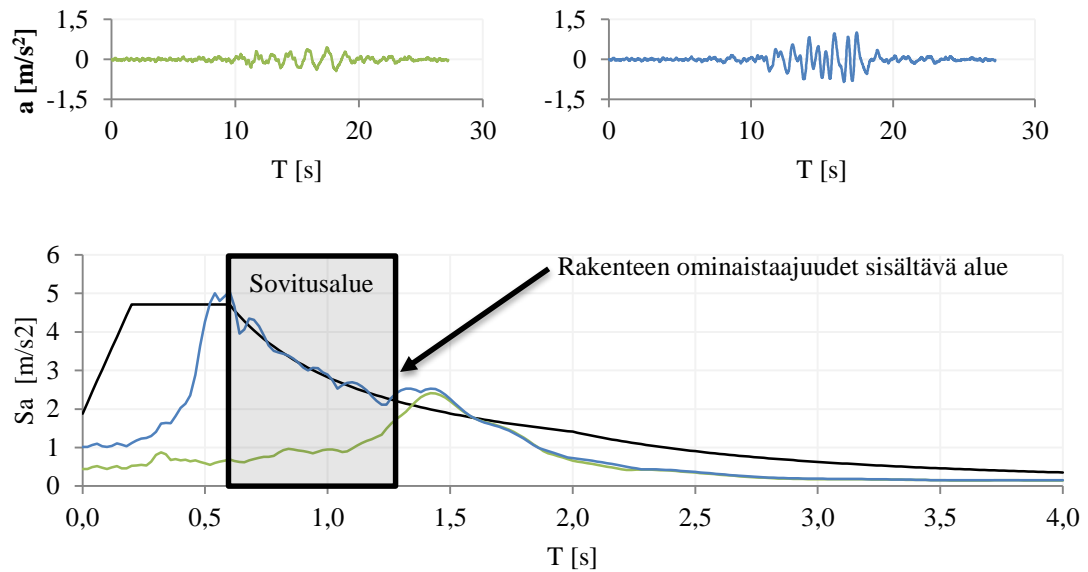 1,5
0
-1,5
a [m/s²]
0 10 20 30
T [s]
1,5
0
-1,5
0 10 20 30
T [s]
6
5
4
3
2
1
0
Sa [m/s2]
Sovitusalue
Rakenteen ominaistaajuudet sisältävä alue
0,0 0,5 1,0 1,5 2,0 2,5 3,0 3,5 4,0
T [s]